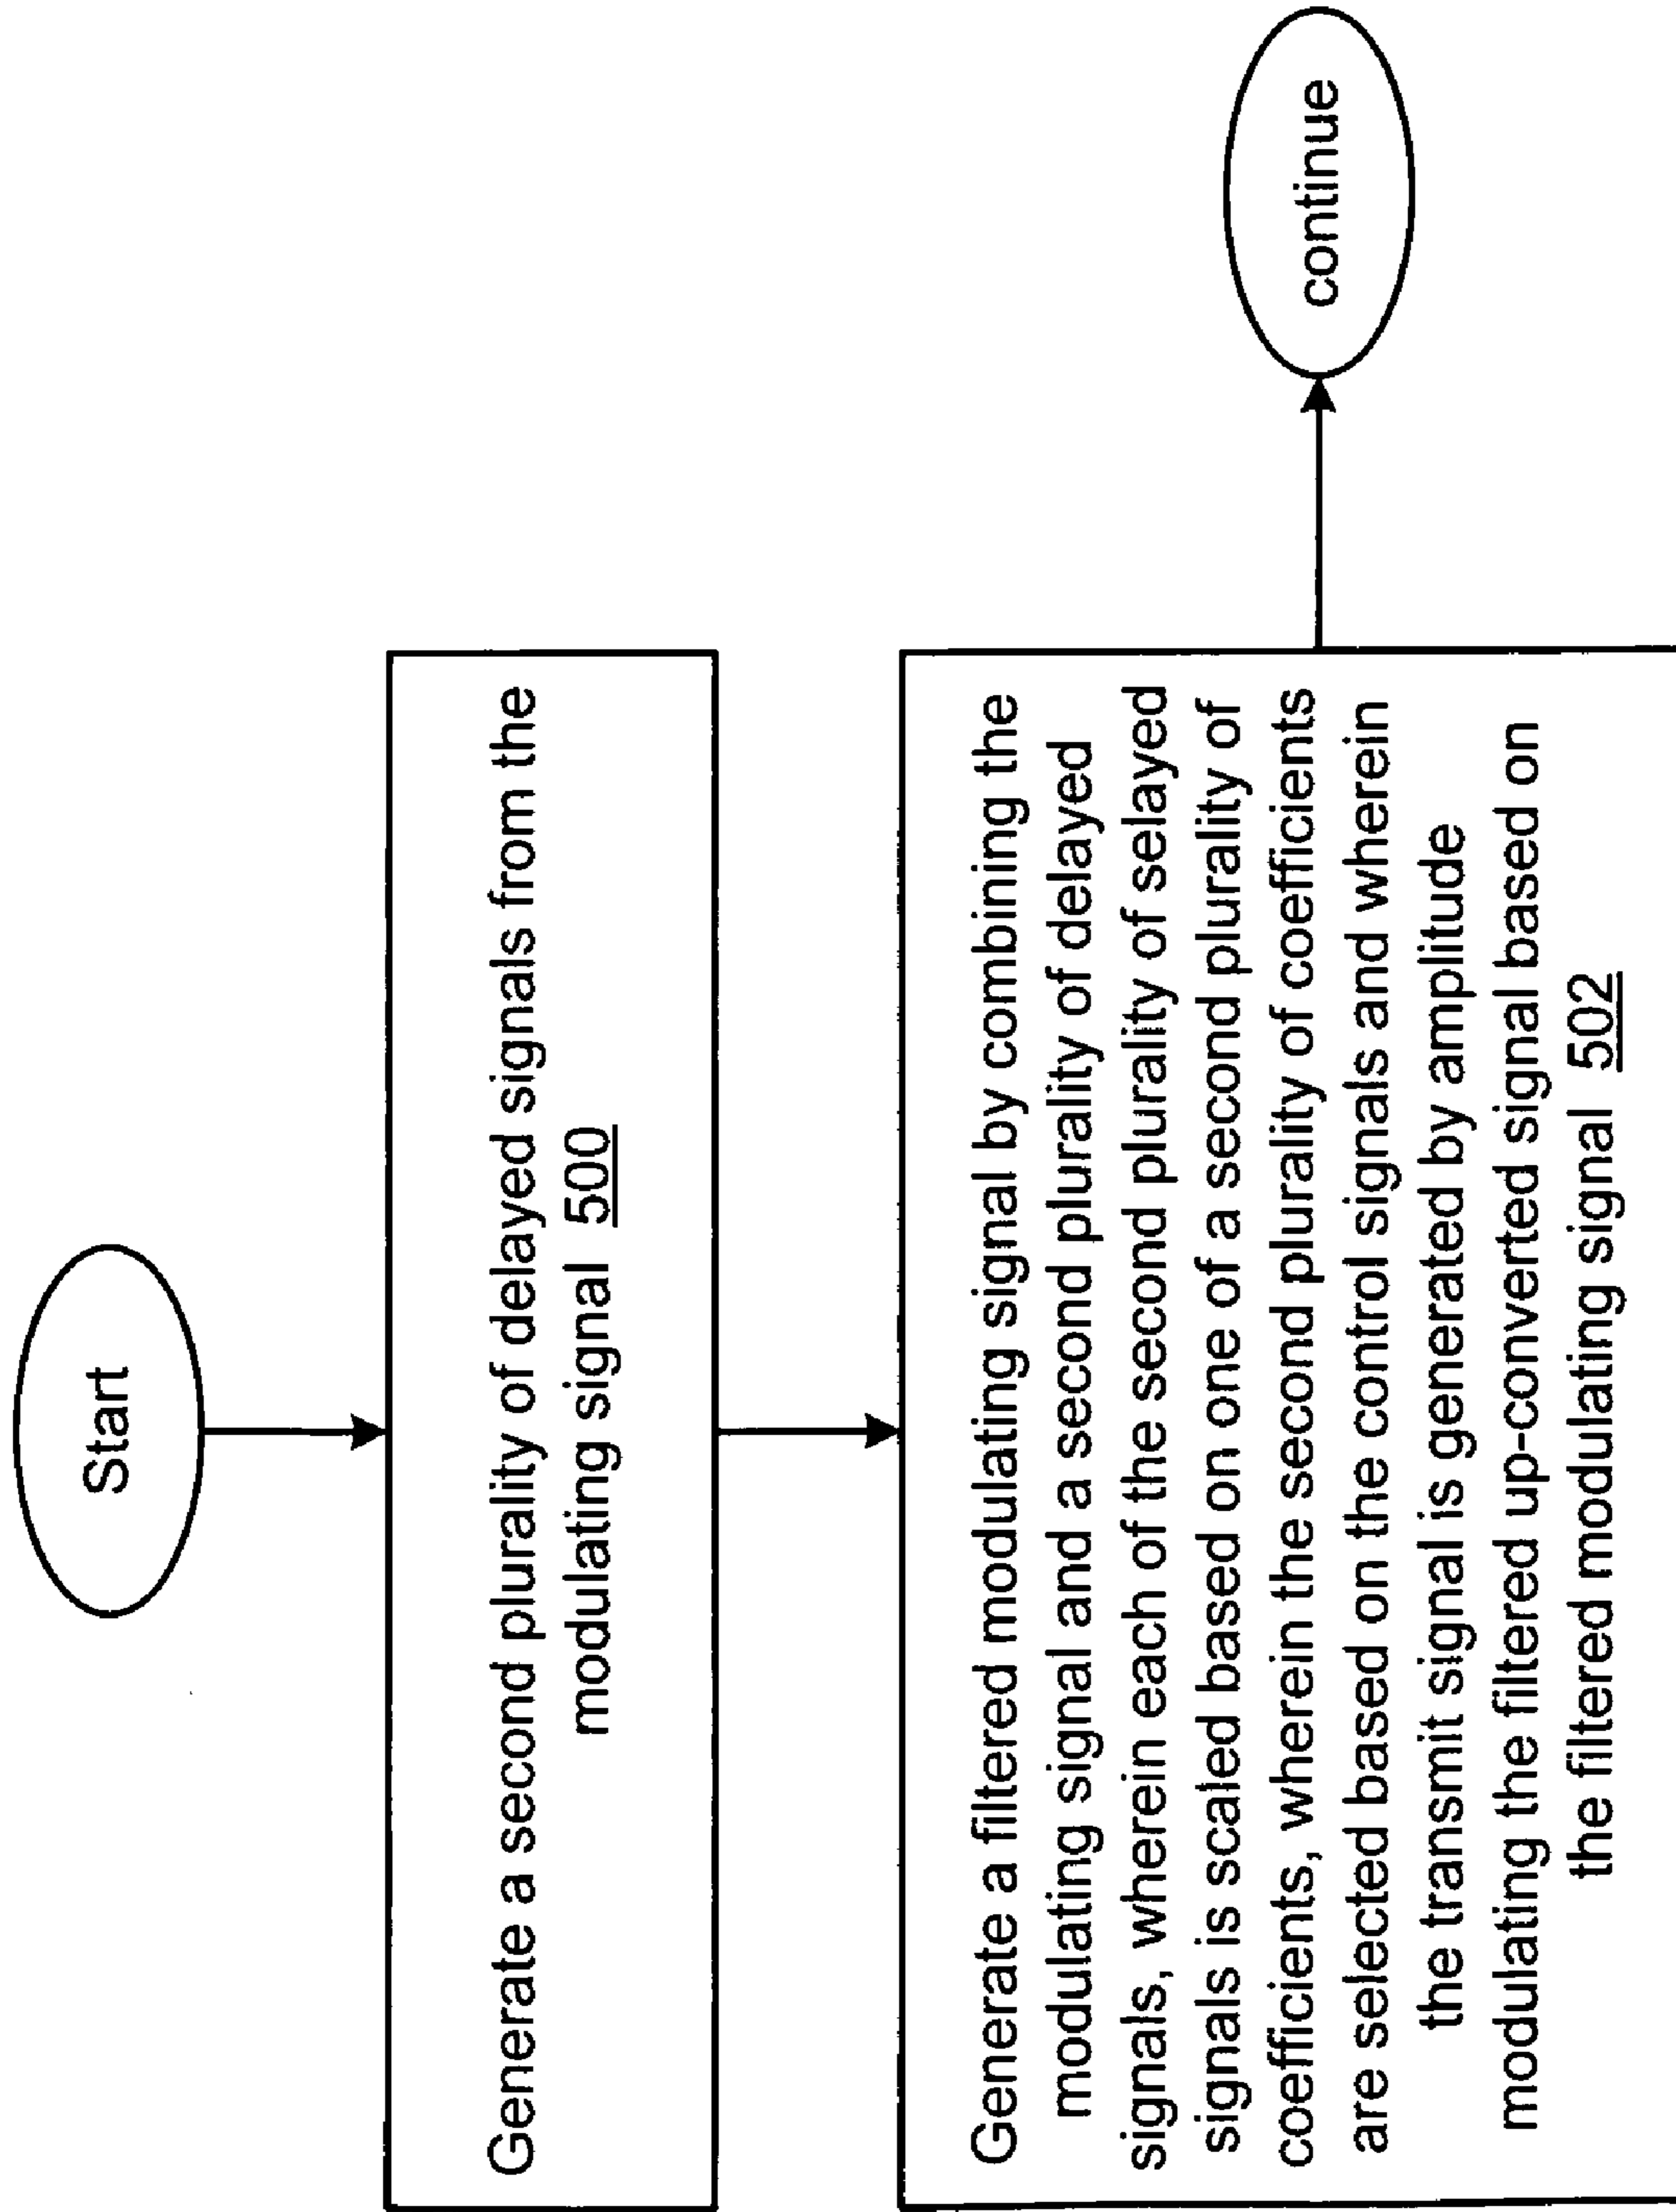 Start
Generate a second plurality of delayed signals from the
modulating signal 500
Generate a filtered modulating signal by combining the
modulating signal and a second plurality of delayed
signals, wherein each of the second plurality of selayed
signals is scaled based on one of a second plurality of
coefficients, wherein the second plurality of coefficients
are selected based on the control signals and wherein
the transmit signal is generated by amplitude
modulating the filtered up-converted signal based on
the filtered modulating signal 502
continue